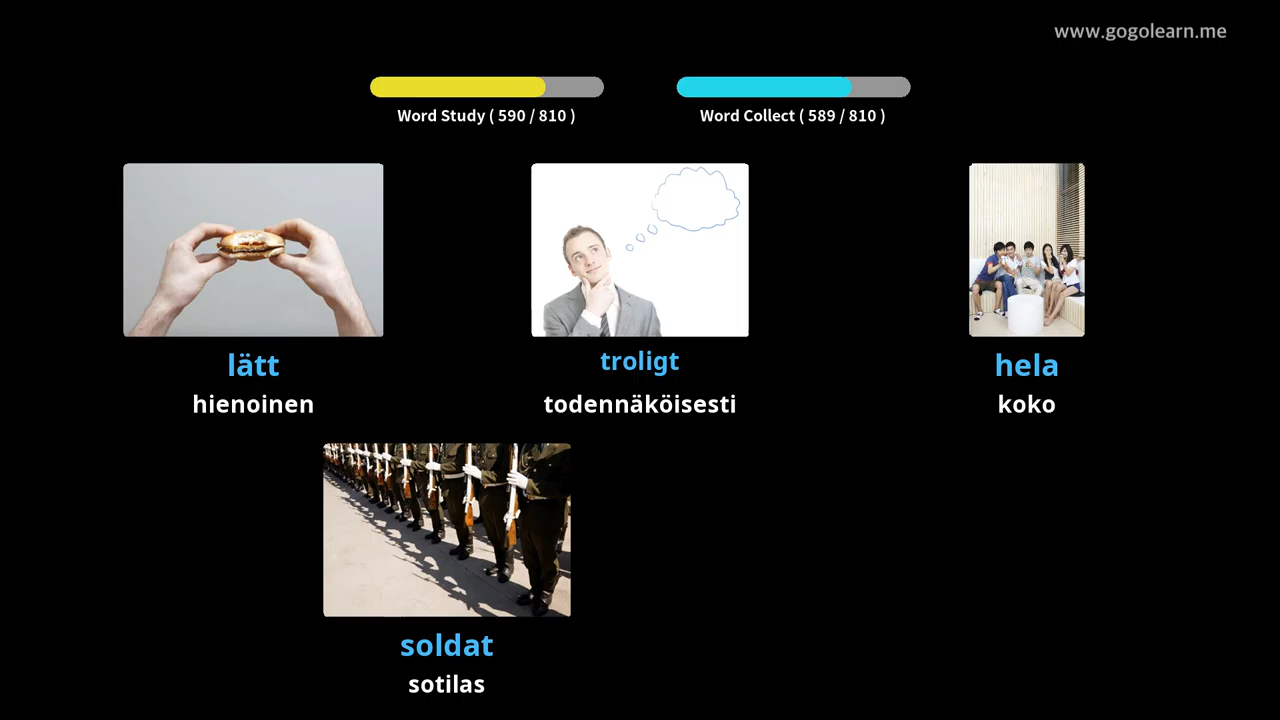 www.gogolearn.me
Word Study ( 590 / 810 )
Word Collect ( 589 / 810 )
lätt
hienoinen
troligt
todennäköisesti
hela
koko
soldat
sotilas